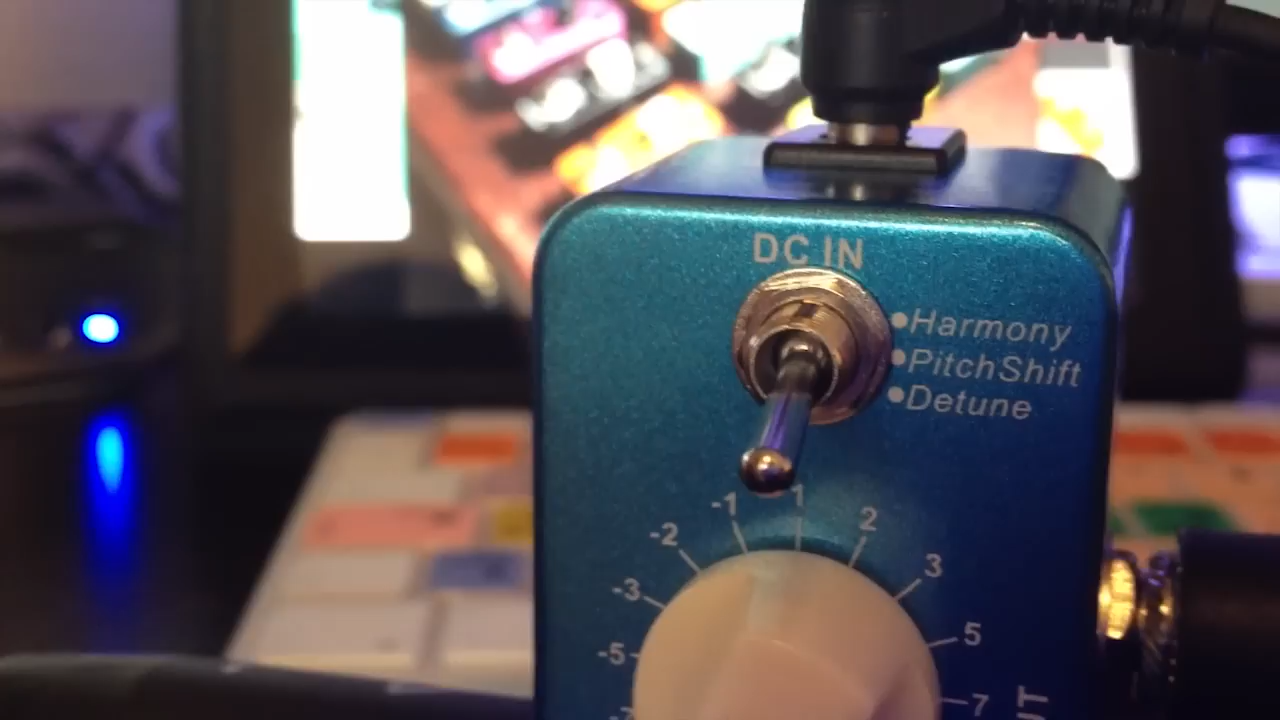 DC IN
•Harmony
•PitchShift
•Detune
-1 1 2
-2 3
-3
-5 5
7